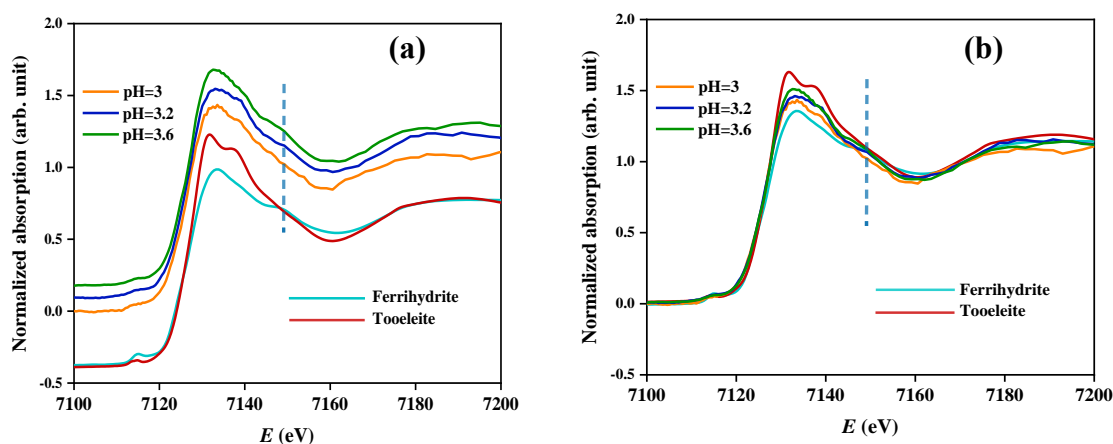 (a)
2.0
1.5
1.0
0.5
0.0
-0.5
Normalized absorption (arb. unit)
pH=3
pH=3.2
pH=3.6
Ferrihydrite
Tooeleite
7100 7120 7140 7160 7180 7200
E (eV)
(b)
2.0
1.5
1.0
0.5
0.0
-0.5
Normalized absorption (arb. unit)
pH=3
pH=3.2
pH=3.6
Ferrihydrite
Tooeleite
7100 7120 7140 7160 7180 7200
E (eV)